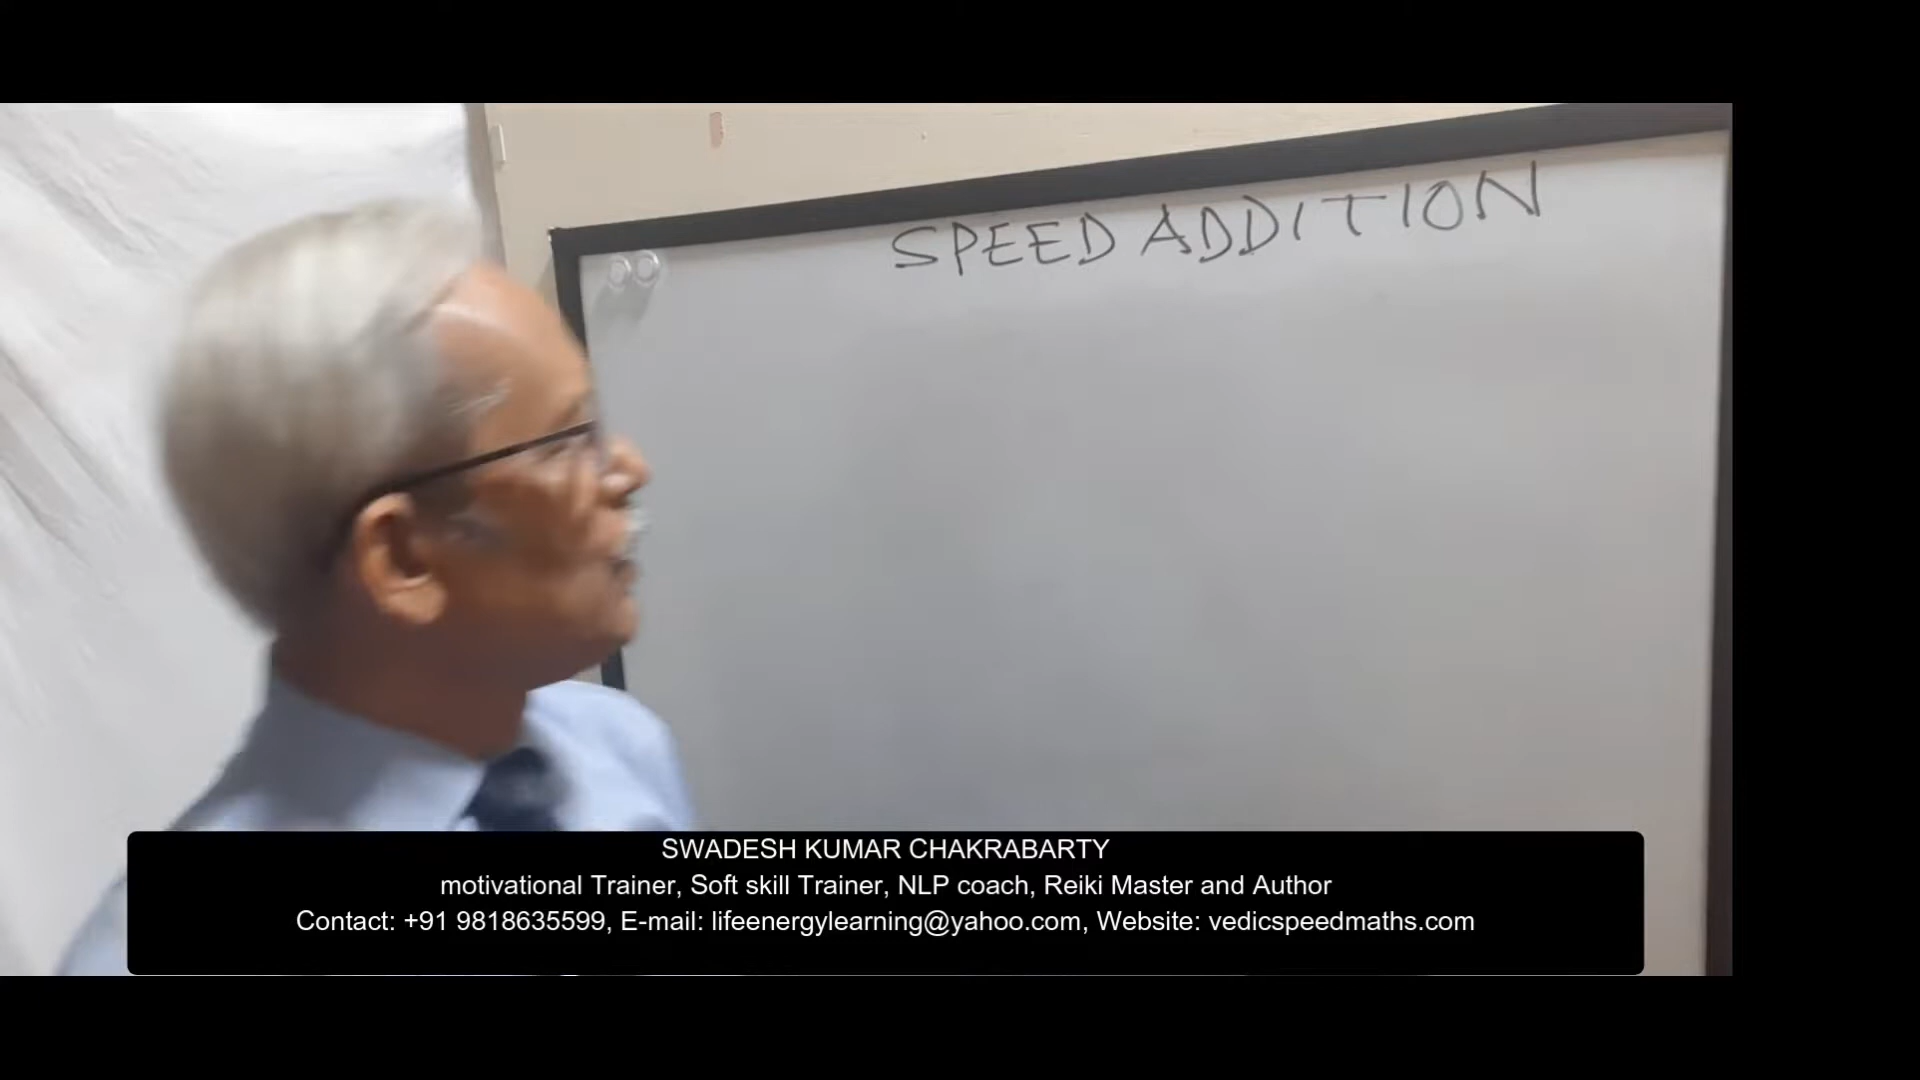 SPEED ADDITION
SWADESH KUMAR CHAKRABARTY
motivational Trainer, Soft skill Trainer, NLP coach, Reiki Master and Author
Contact: +91 9818635599, E-mail: lifeenergylearning@yahoo.com, Website: vedicspeedmaths.com